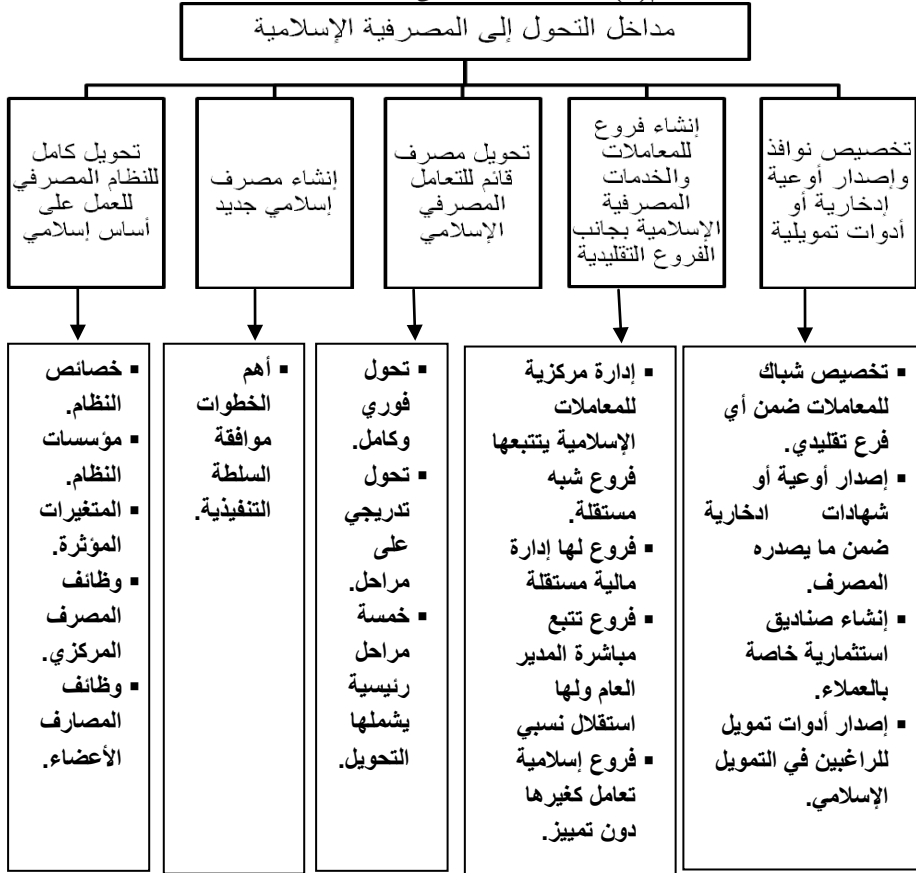 مداخل التحول إلى المصرفية الإسلامية
تخصيص نوافذ
وإصدار أوعية
إدخارية أو
أدوات تمويلية
إنشاء فروع
للمعاملات
والخدمات
المصرفية
الإسلامية بجانب
الفروع التقليدية
تحويل مصرف
قائم للتعامل
المصرفي
الإسلامي
إنشاء مصرف
إسلامي جديد
تحويل كامل
للنظام المصرفي
للعمل على
أساس إسلامي
▪ تخصيص شباك
للمعاملات ضمن أي
فرع تقليدي.
▪ إصدار أوعية أو
شهادات ادخارية
ضمن ما يصدره
المصرف.
▪ إنشاء صناديق
استثمارية خاصة
بالعملاء.
▪ إصدار أدوات تمويل
للراغبين في التمويل
الإسلامي.
▪ إدارة مركزية
للمعاملات
الإسلامية يتتبعها
فروع شبه
مستقلة.
▪ فروع لها إدارة
مالية مستقلة
▪ فروع تتبع
مباشرة المدير
العام ولها
استقلال نسبي
▪ فروع إسلامية
تعامل كغيرها
دون تمييز.
▪ تحول
فوري
وكامل.
▪ تحول
تدريجي
على
مراحل.
▪ خمسة
مراحل
رئيسية
يشملها
التحويل.
▪ أهم
الخطوات
موافقة
السلطة
التنفيذية.
▪ خصائص
النظام.
▪ مؤسسات
النظام.
▪ المتغيرات
المؤثرة.
▪ وظائف
المصرف
المركزي.
▪ وظائف
المصارف
الأعضاء.